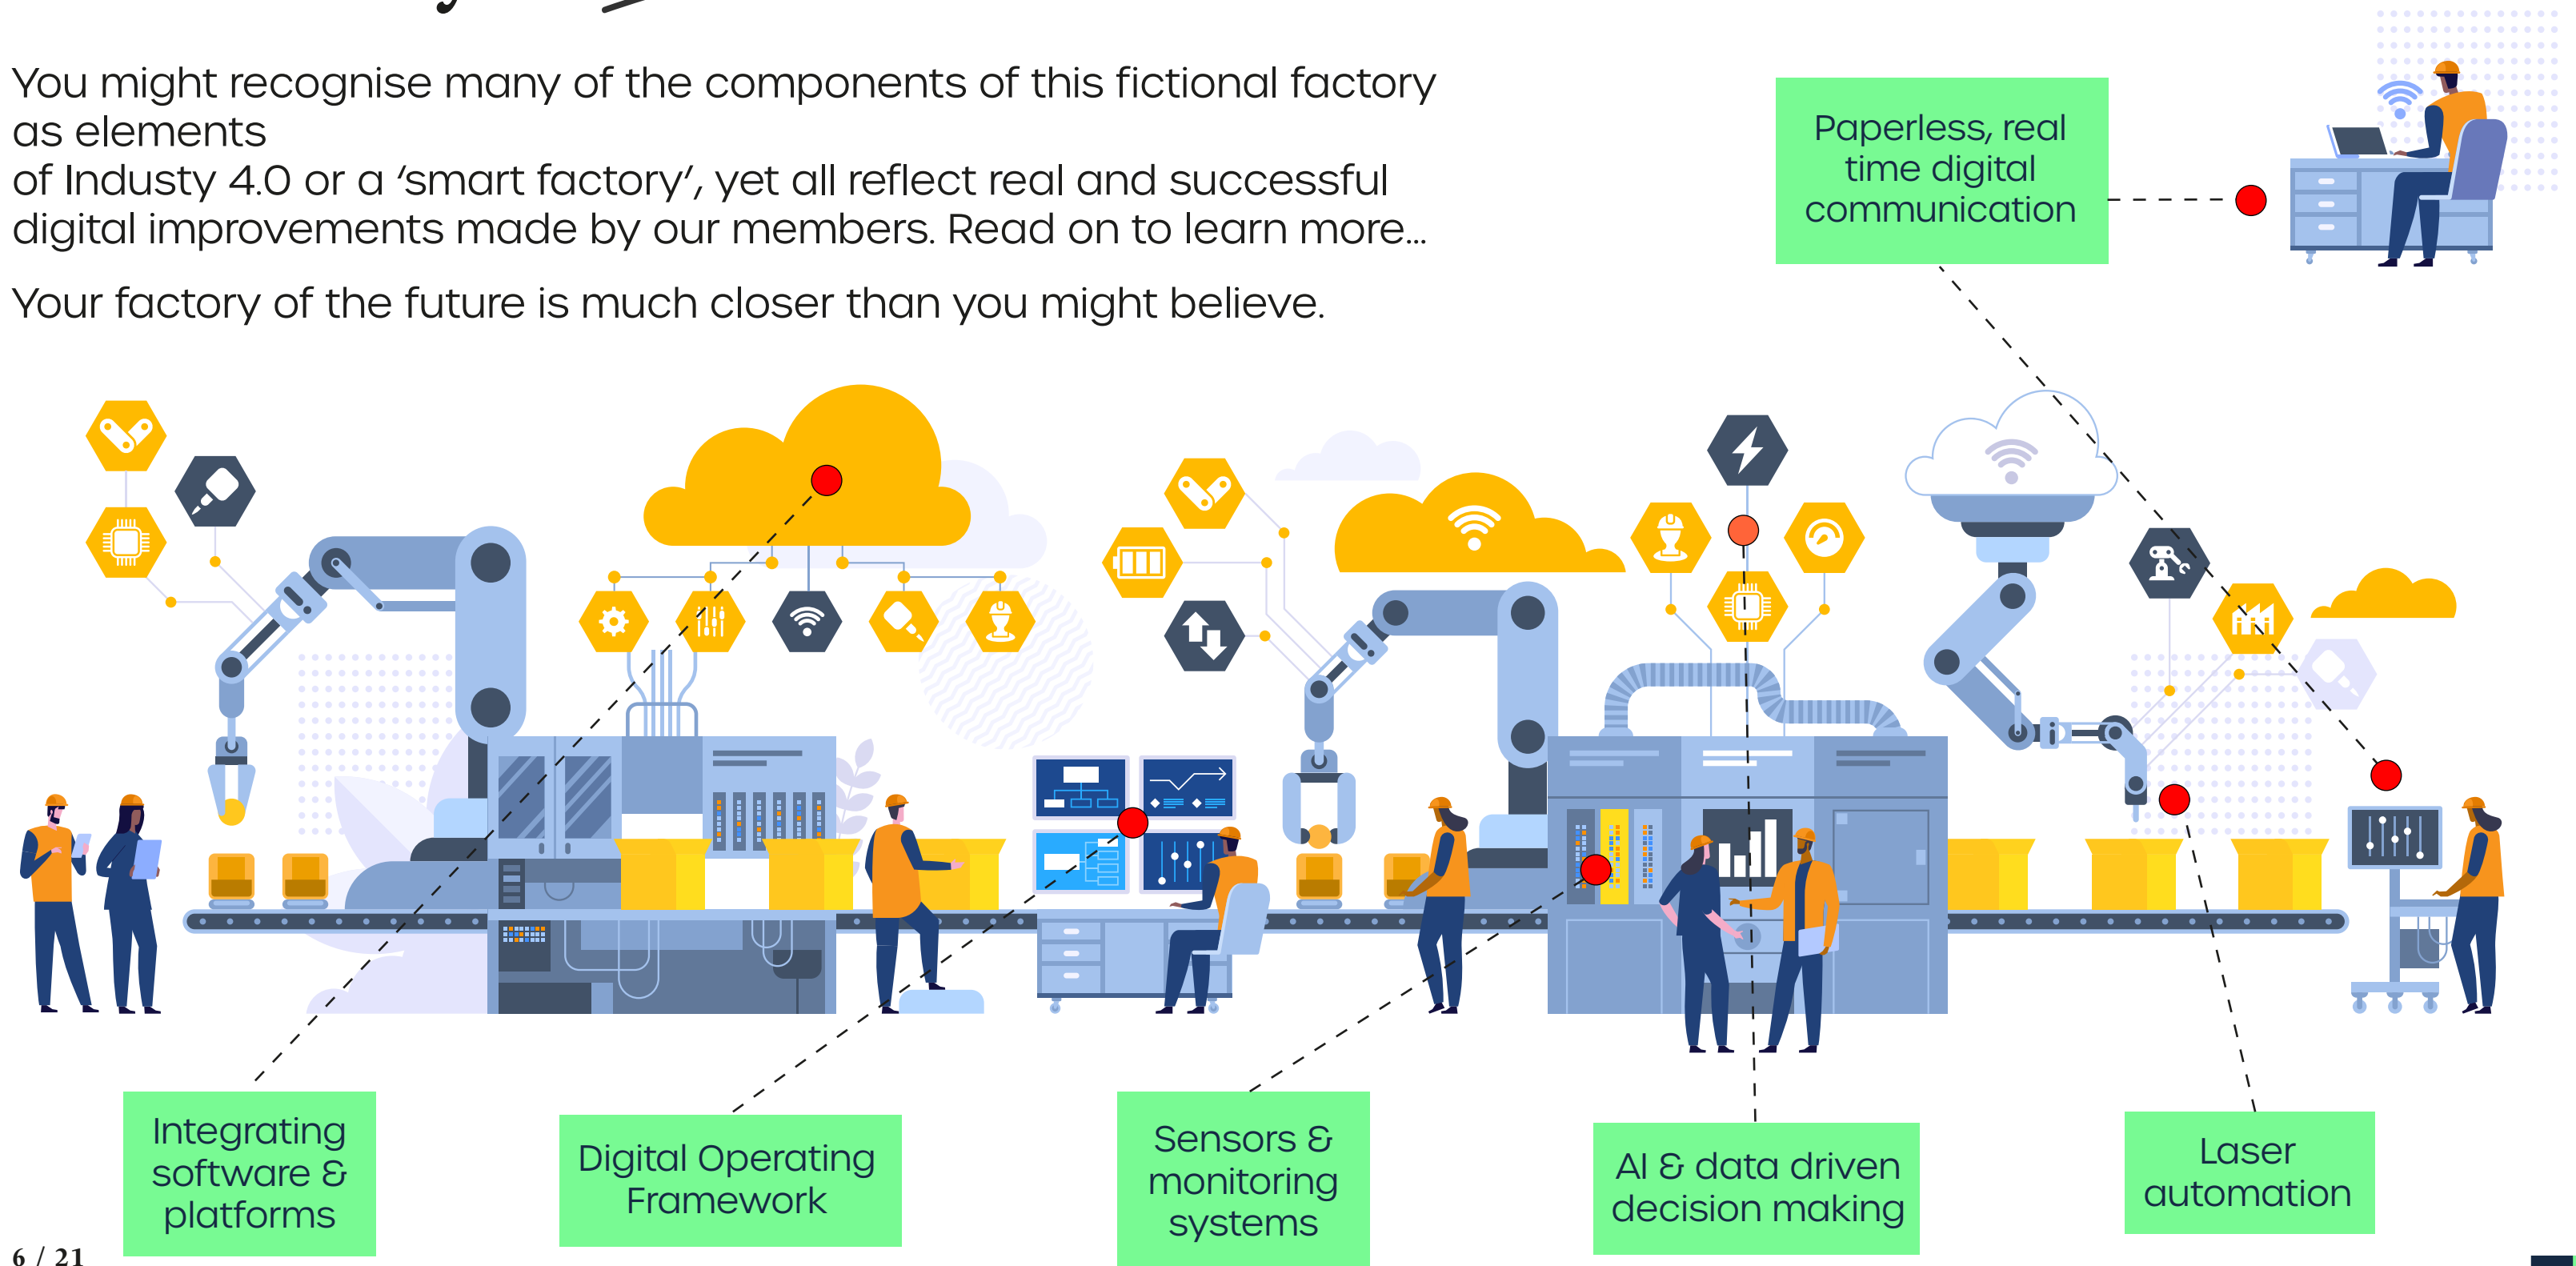 You might recognise many of the components of this fictional factory
as elements
of Industy 4.0 or a ‘smart factory’, yet all reflect real and successful
digital improvements made by our members. Read on to learn more...
Your factory of the future is much closer than you might believe.
Paperless, real
time digital
communication
Integrating
software &
platforms
Digital Operating
Framework
Sensors &
monitoring
systems
AI & data driven
decision making
Laser
automation
6 / 21